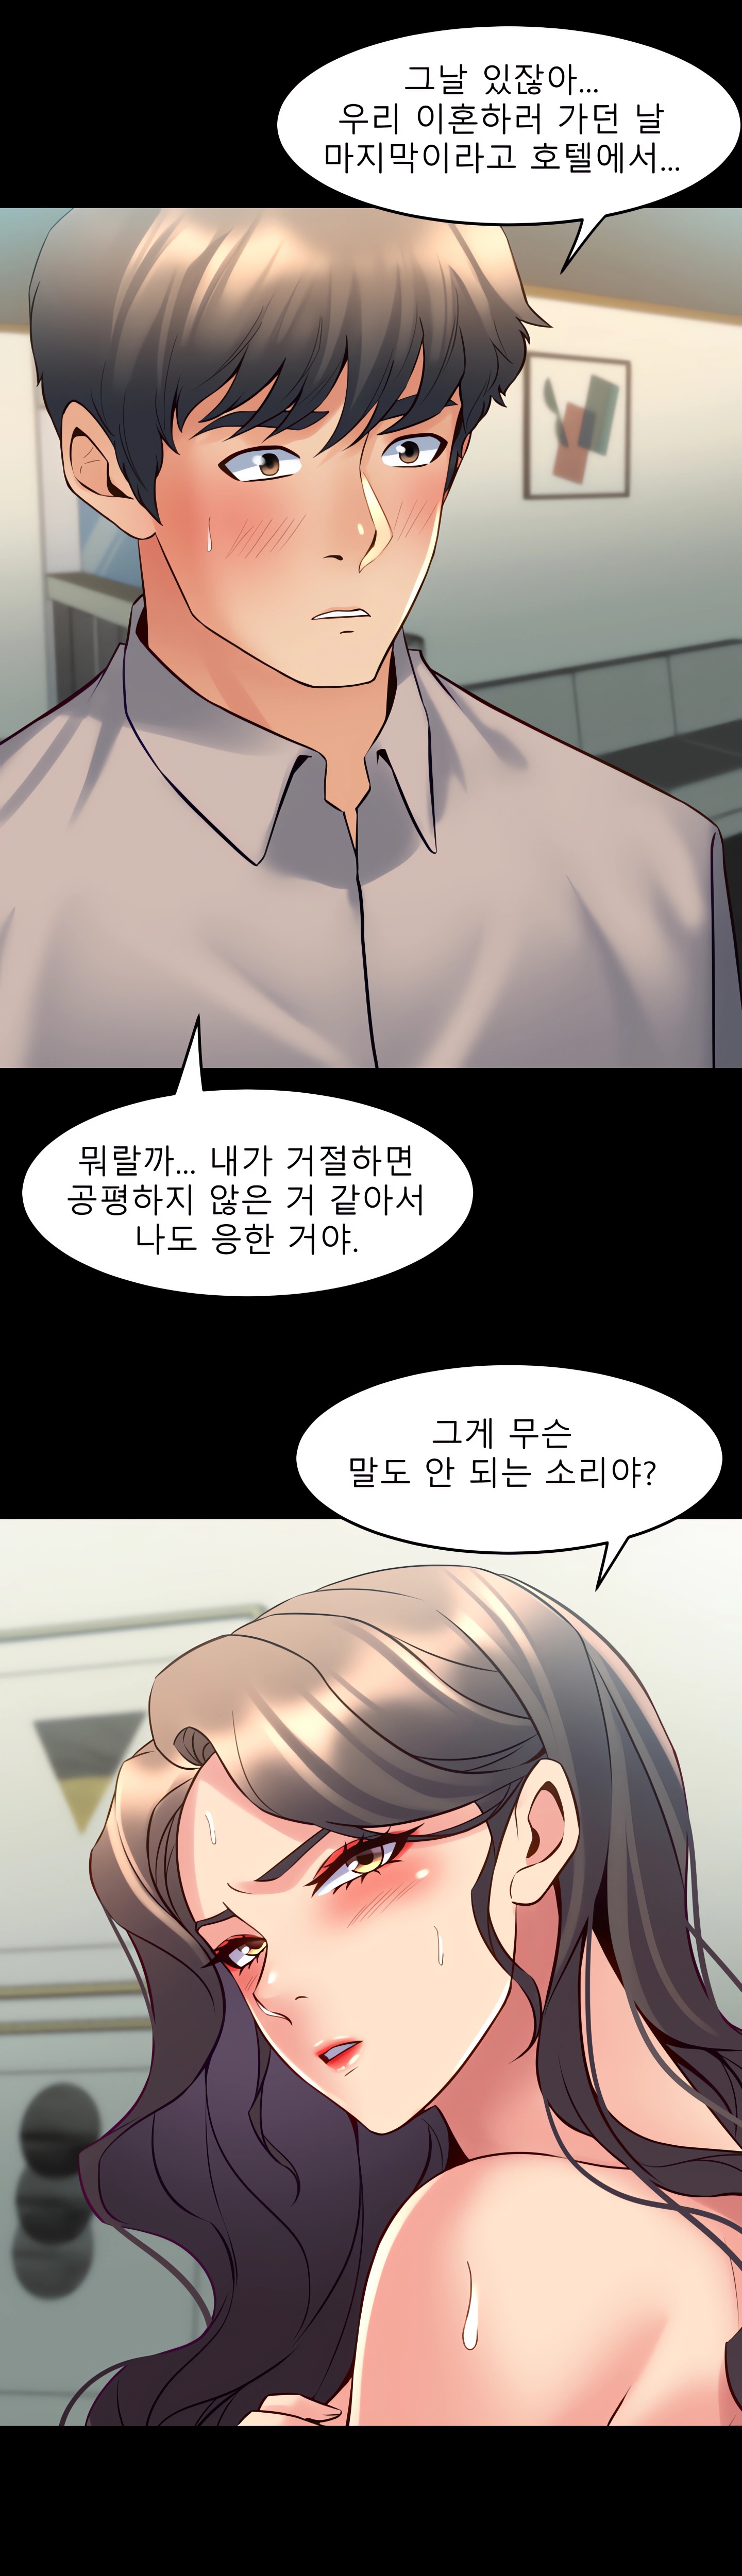 그날 있잖아...
우리 이혼하러 가던 날
마지막이라고 호텔에서...
뭐랄까... 내가 거절하면
공평하지 않은 거 같아서
나도 응한 거야.
그게 무슨
말도 안 되는 소리야?